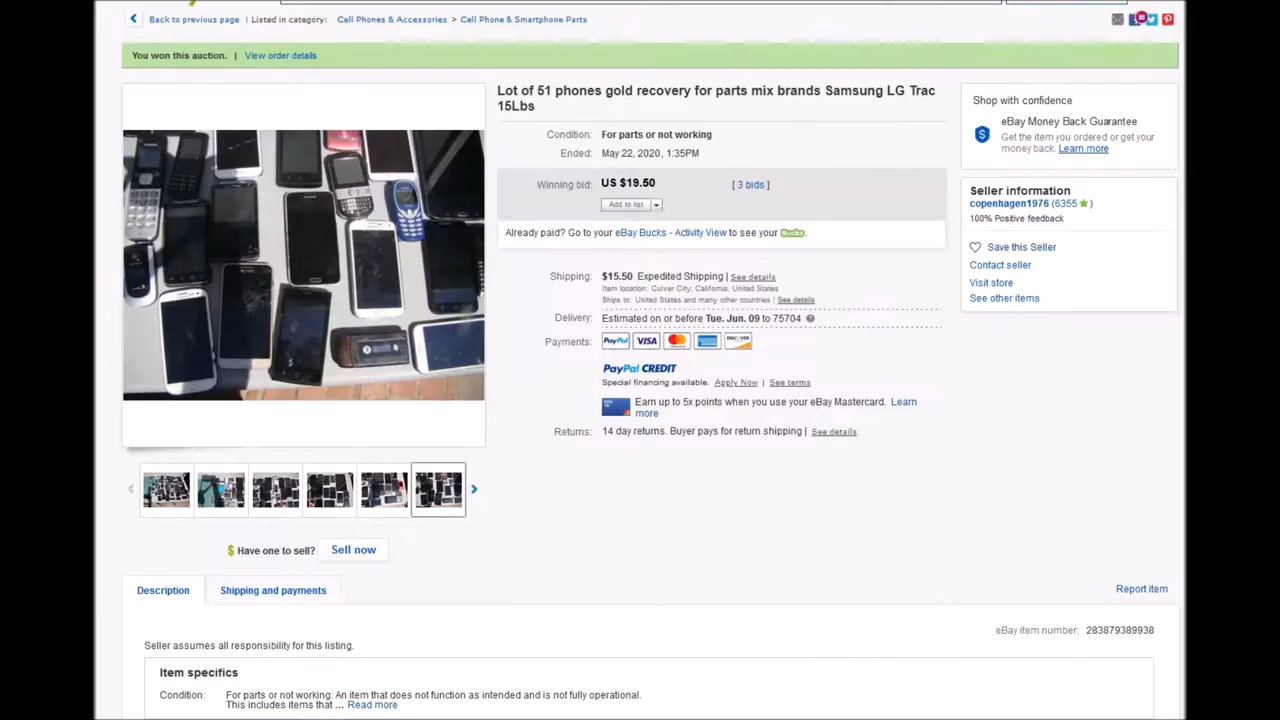 Back to previous page | Listed in category: Cell Phones & Accessories > Cell Phone & Smartphone Parts
You won this auction. | View order details
Lot of 51 phones gold recovery for parts mix brands Samsung LG Trac
15Lbs
Condition: For parts or not working
Ended: May 22, 2020, 1:35PM
Winning bid: US $19.50 [ 3 bids ]
Add to list
Already paid? Go to your eBay Bucks - Activity View to see your Bucks.
Shipping: $15.50 Expedited Shipping | See details
Item location: Culver City, California, United States
Ships to: United States and many other countries | See details
Delivery: Estimated on or before Tue. Jun. 09 to 75704
Payments: PayPal VISA DISCOVER
PayPal CREDIT
Special financing available. Apply Now | See terms
Earn up to 5x points when you use your eBay Mastercard. Learn
more
Returns: 14 day returns. Buyer pays for return shipping | See details
Shop with confidence
eBay Money Back Guarantee
Get the item you ordered or get your
money back. Learn more
Seller information
copenhagen1976 (6355)
100% Positive feedback
Save this Seller
Contact seller
Visit store
See other items
$ Have one to sell? Sell now
Description Shipping and payments
Report item
eBay item number: 283879389938
Seller assumes all responsibility for this listing.
Item specifics
Condition: For parts or not working: An item that does not function as intended and is not fully operational.
This includes items that ... Read more